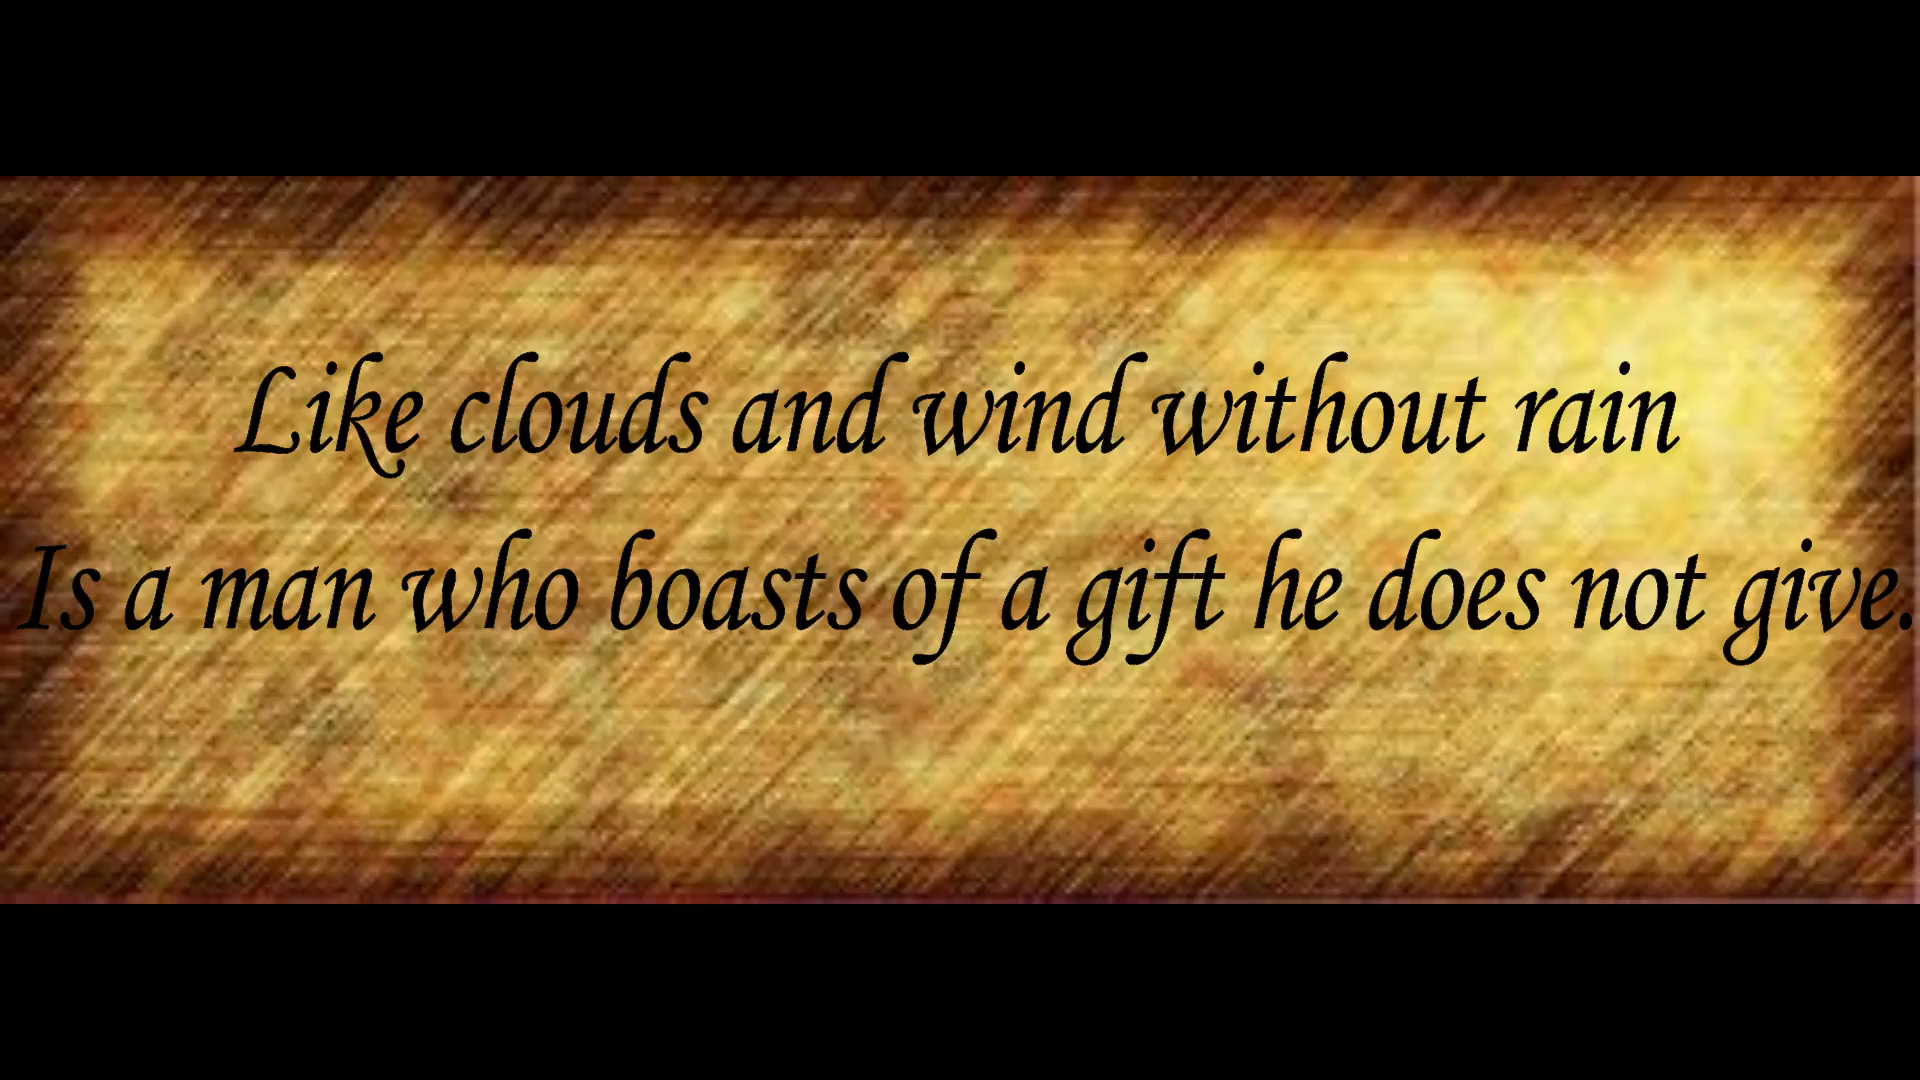 Like clouds and wind without rain
Is a man who boasts of a gift he does not give.